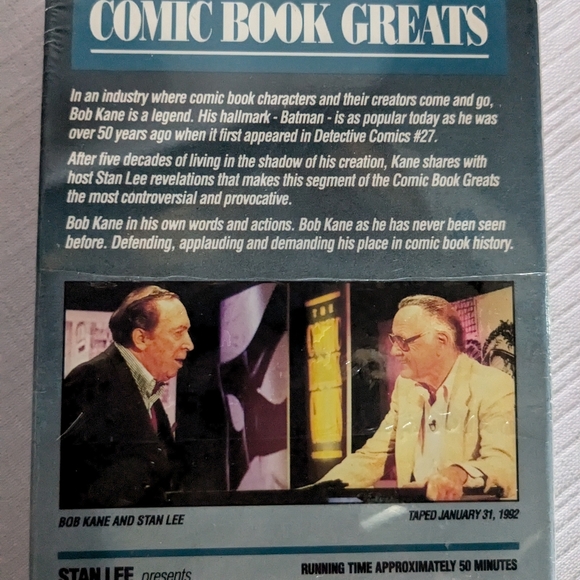 COMIC BOOK GREATS
In an industry where comic book characters and their creators come and go,
Bob Kane is a legend. His hallmark - Batman - is as popular today as he was
over 50 years ago when it first appeared in Detective Comics #27.
After five decades of living in the shadow of his creation, Kane shares with
host Stan Lee revelations that makes this segment of the Comic Book Greats
the most controversial and provocative.
Bob Kane in his own words and actions. Bob Kane as he has never been seen
before. Defending, applauding and demanding his place in comic book history.
BOB KANE AND STAN LEE
TAPED JANUARY 31, 1992
STAN LEE presents
RUNNING TIME APPROXIMATELY 50 MINUTES